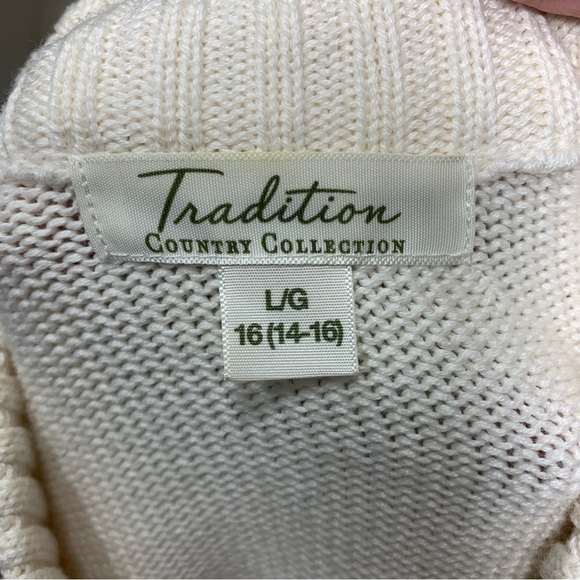 Tradition
COUNTRY COLLECTION
L/G
16 (14-16)